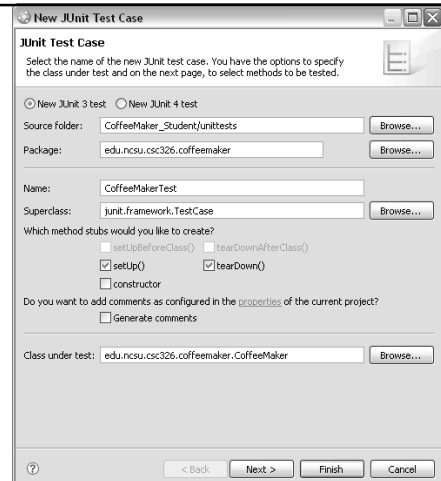 New JUnit Test Case
JUnit Test Case
Select the name of the new JUnit test case. You have the options to specify
the class under test and on the next page, to select methods to be tested.
New JUnit 3 test New JUnit 4 test
Source folder: CoffeeMaker_Student/unittests Browse...
Package: edu.ncsu.csc326.coffeemaker Browse...
Name: CoffeeMakerTest
Superclass: junit.framework.TestCase Browse...
Which method stubs would you like to create?
setUpBeforeClass() tearDownAfterClass()
setUp() tearDown()
constructor
Do you want to add comments as configured in the properties of the current project?
Generate comments
Class under test: edu.ncsu.csc326.coffeemaker.CoffeeMaker Browse...
? < Back Next > Finish Cancel